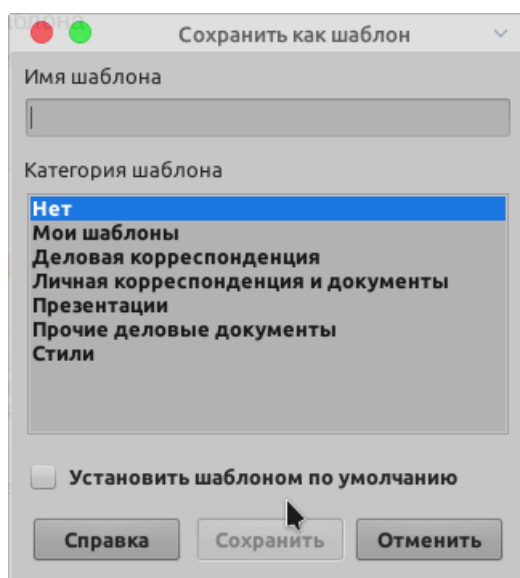 Сохранить как шаблон
Имя шаблона
Категория шаблона
Нет
Мои шаблоны
Деловая корреспонденция
Личная корреспонденция и документы
Презентации
Прочие деловые документы
Стили
Установить шаблоном по умолчанию
Справка
Сохранить
Отменить